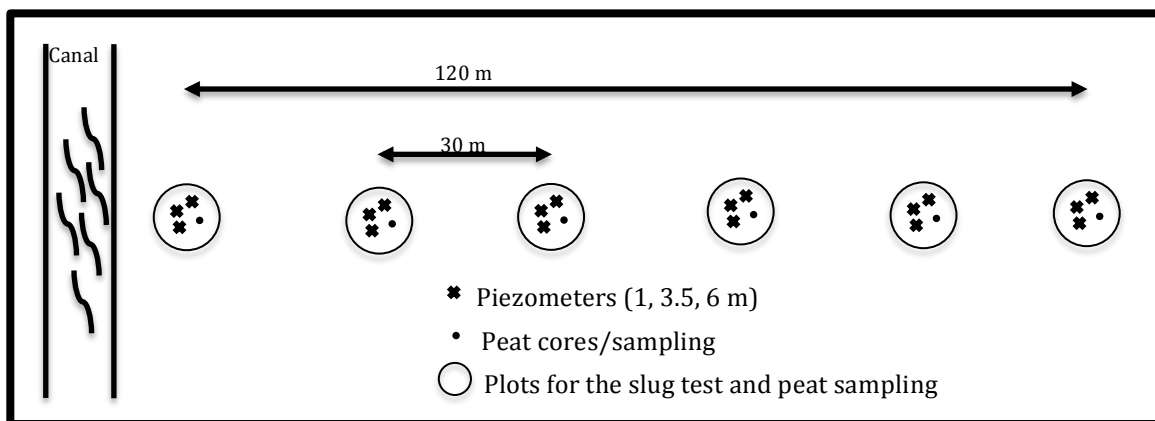 Canal
120 m
30 m
Piezometers (1, 3.5, 6 m)
Peat cores/sampling
Plots for the slug test and peat sampling